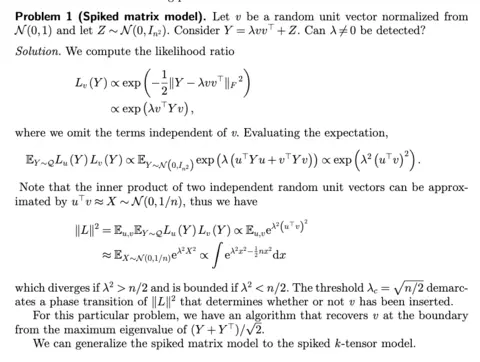 Problem 1 (Spiked matrix model). Let v be a random unit vector normalized from
𝒩(0,1) and let Z ∼ 𝒩(0, I_{n²}). Consider Y = λvv^⊤ + Z. Can λ ≠ 0 be detected?
Solution. We compute the likelihood ratio
L_v(Y) ∝ exp(−1/2 ‖Y − λvv^⊤‖_F²)
∝ exp(λv^⊤Yv),
where we omit the terms independent of v. Evaluating the expectation,
𝔼_{Y∼𝒬} L_u(Y) L_v(Y) ∝ 𝔼_{Y∼𝒩(0,I_{n²})} exp(λ(u^⊤Yu + v^⊤Yv)) ∝ exp(λ²(u^⊤v)²).
Note that the inner product of two independent random unit vectors can be approx-
imated by u^⊤v ≈ X ∼ 𝒩(0, 1/n), thus we have
‖L‖² = 𝔼_{u,v}𝔼_{Y∼𝒬} L_u(Y) L_v(Y) ∝ 𝔼_{u,v} e^{λ²(u^⊤v)²}
≈ 𝔼_{X∼𝒩(0,1/n)} e^{λ²X²} ∝ ∫ e^{λ²x² − 1/2 nx²} dx
which diverges if λ² > n/2 and is bounded if λ² < n/2. The threshold λ_c = √(n/2) demarc-
ates a phase transition of ‖L‖² that determines whether or not v has been inserted.
For this particular problem, we have an algorithm that recovers v at the boundary
from the maximum eigenvalue of (Y + Y^⊤)/√2.
We can generalize the spiked matrix model to the spiked k-tensor model.